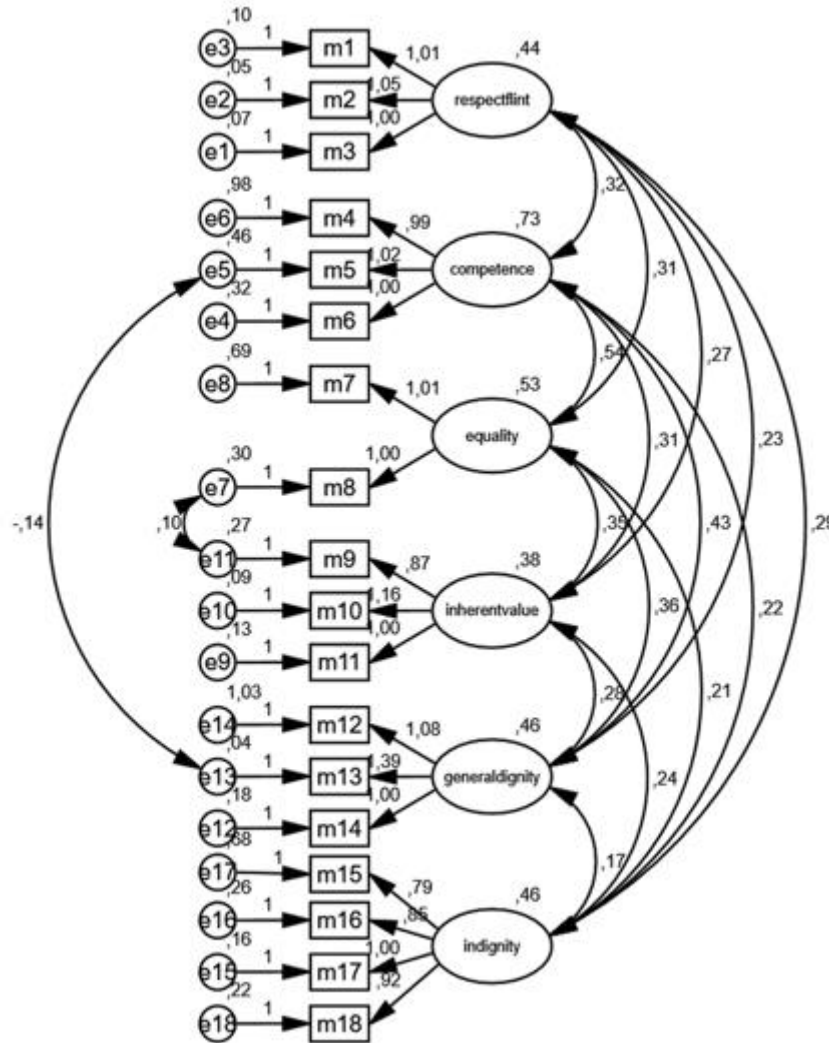 ,10
e3 1 m1 1,01 ,44
,05
e2 1 m2 1,05 respectflint
,07
e1 1 m3 1,00
,98
e6 1 m4 ,99 ,32 ,73
,46
e5 1 m5 1,02 competence
,32
e4 1 m6 1,00 ,31
,69
e8 1 m7 1,01 ,53 ,54 ,27
equality ,31 ,23
,30
e7 1 m8 1,00
-,14 ,10 ,27 ,35 ,43
e11 1 m9 ,87 ,38
,09
e10 1 m10 1,16 inherentvalue ,36 ,22
,13
e9 1 m11 1,00
1,03 ,28 ,21
e14 1 m12 1,08 ,46
,04
e13 1 m13 1,39 generaldignity ,24
,18
e12 1 m14 1,00
,68
e17 1 m15 ,79 ,46 ,17
,26
e16 1 m16 ,85
,16 indignity
e15 1 m17 1,00
,22
e18 1 m18 ,92